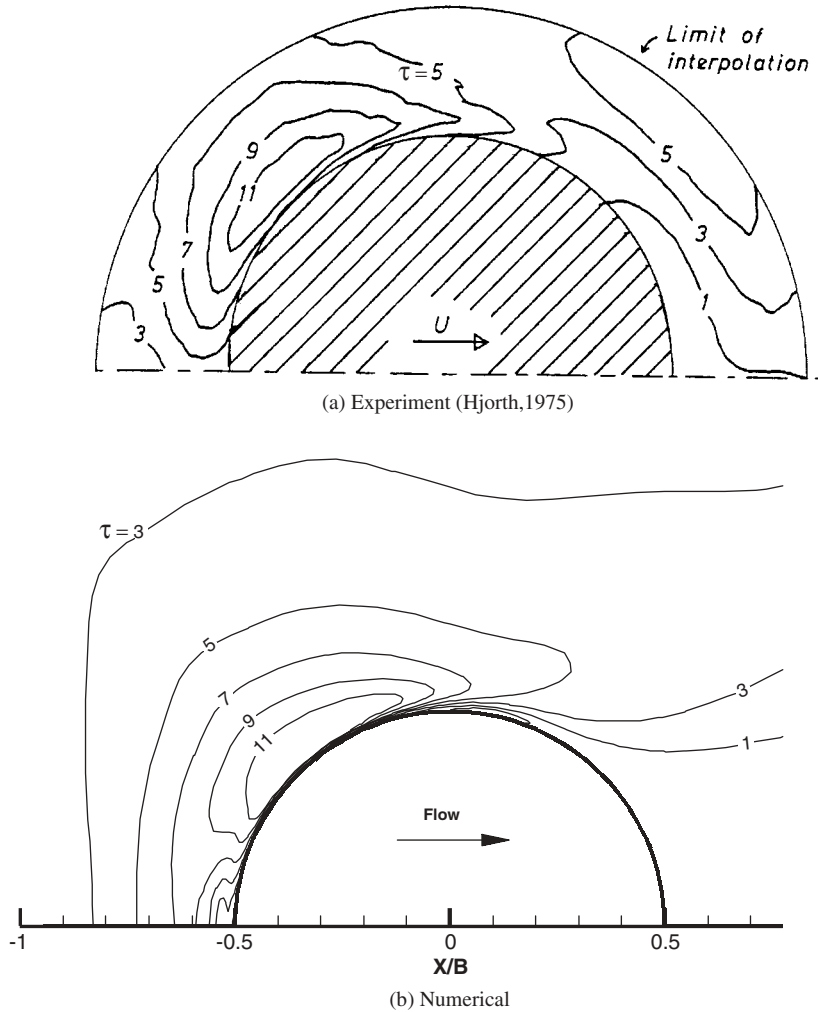 Limit of
interpolation
τ=5
9
11
7
5
3
5
3
1
U
(a) Experiment (Hjorth,1975)
τ=3
5
7
9
11
3
1
Flow
-1
-0.5
0
0.5
X/B
(b) Numerical